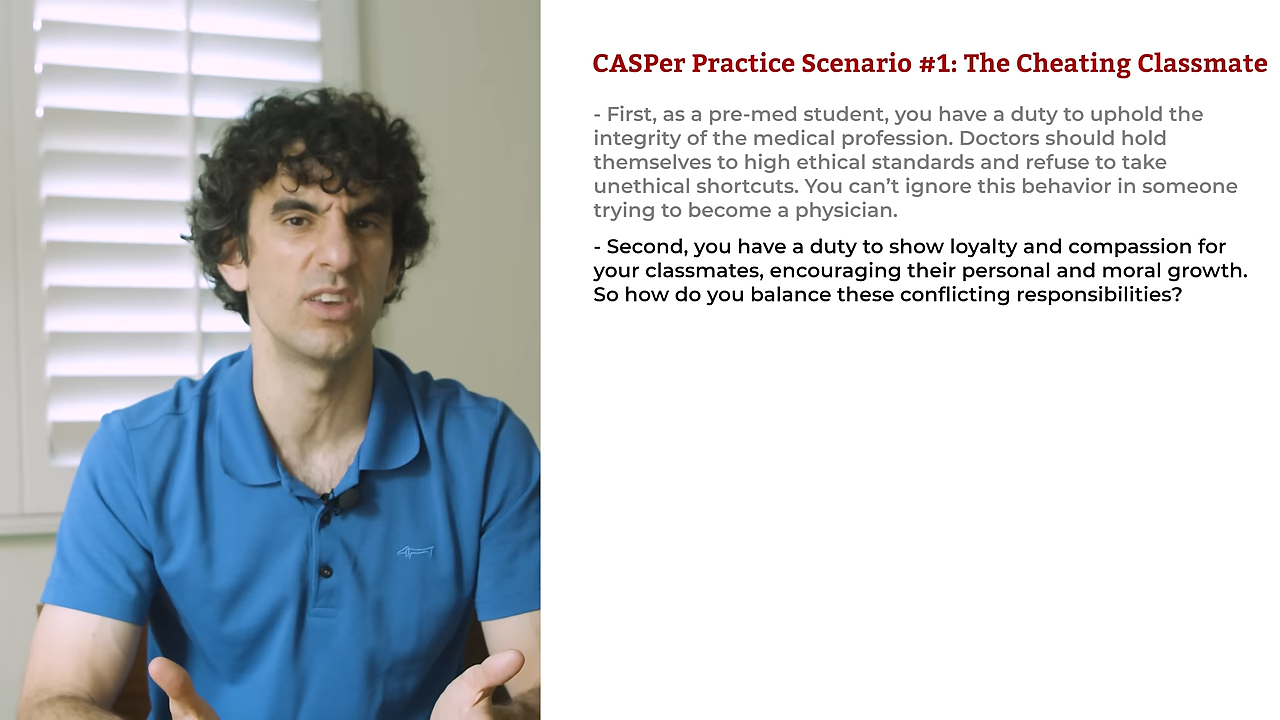 CASPer Practice Scenario #1: The Cheating Classmate
- First, as a pre-med student, you have a duty to uphold the
integrity of the medical profession. Doctors should hold
themselves to high ethical standards and refuse to take
unethical shortcuts. You can’t ignore this behavior in someone
trying to become a physician.
- Second, you have a duty to show loyalty and compassion for
your classmates, encouraging their personal and moral growth.
So how do you balance these conflicting responsibilities?